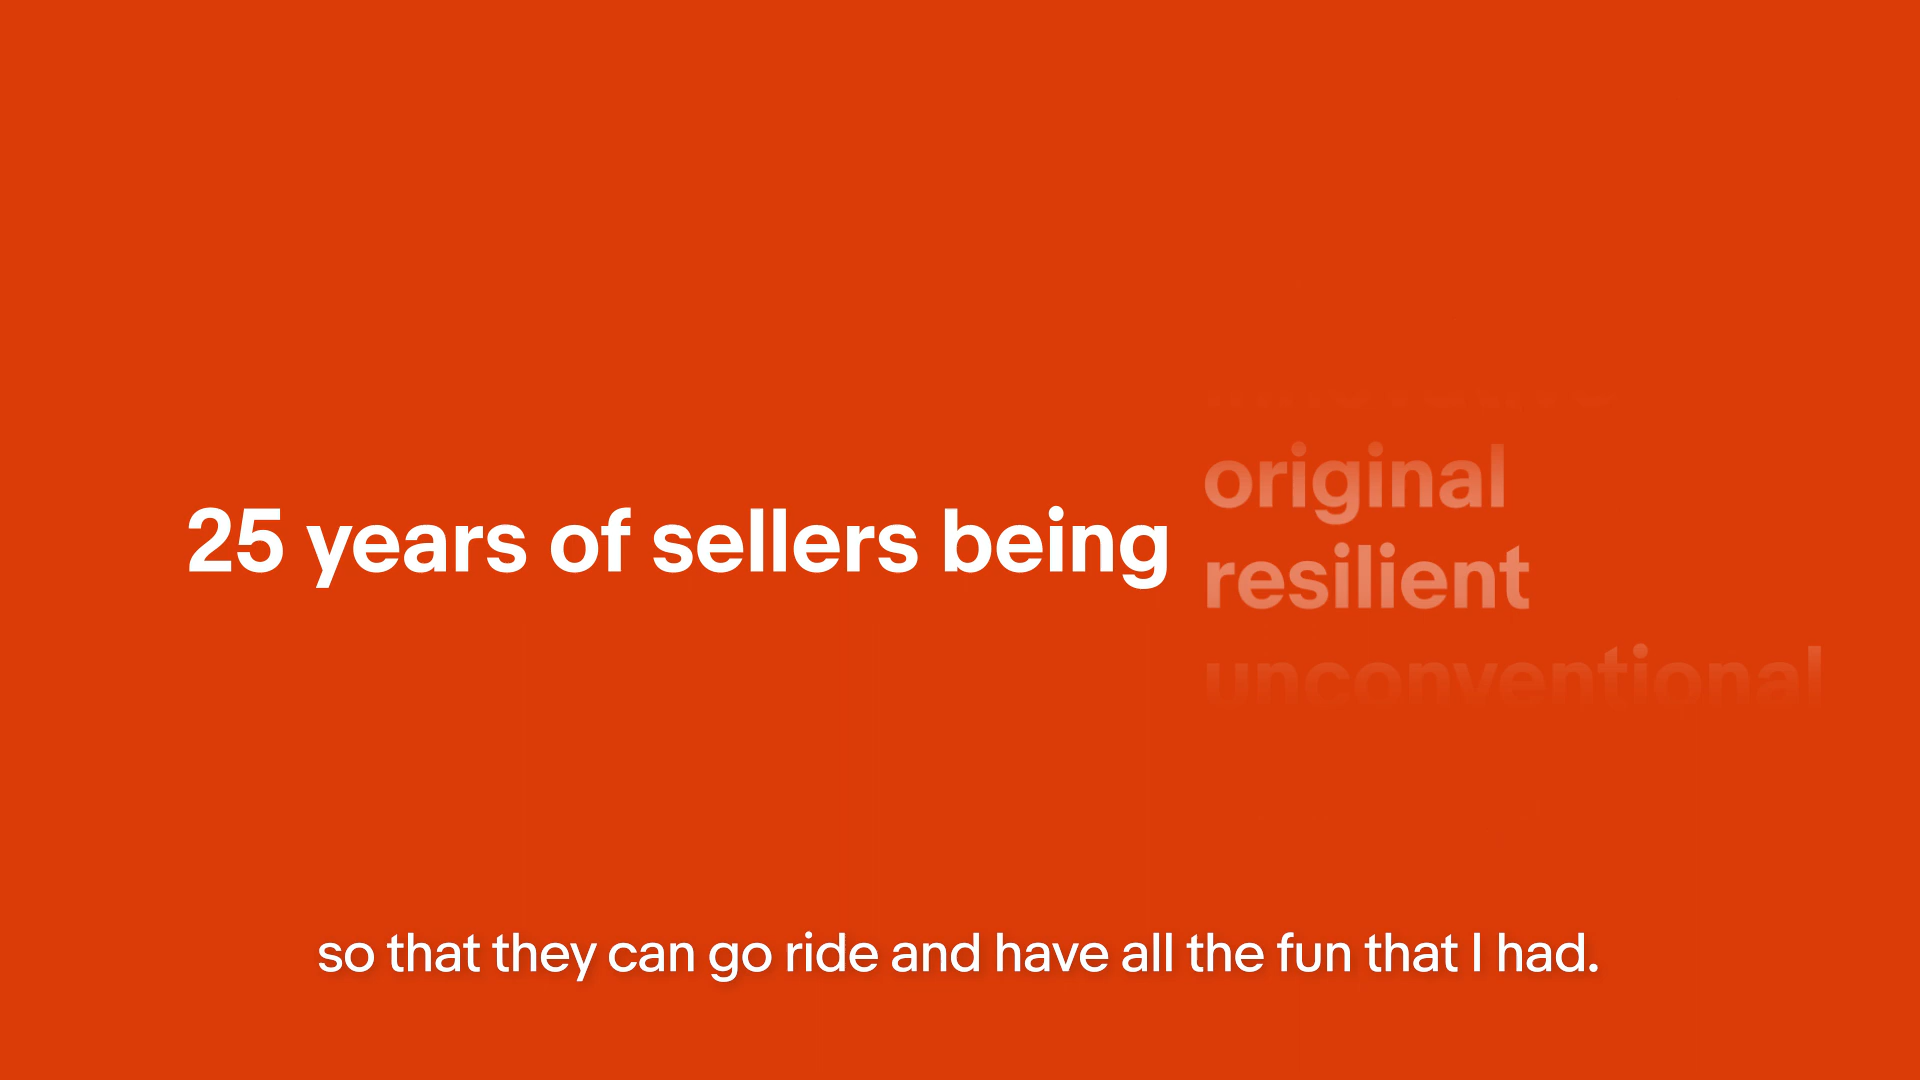 original
25 years of sellers being
resilient
unconventional
so that they can go ride and have all the fun that I had.